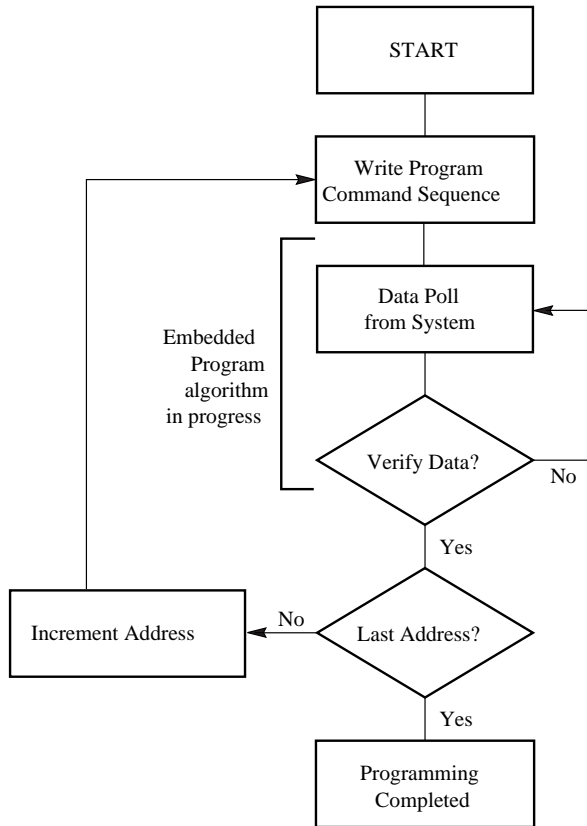 START
Write Program
Command Sequence
Data Poll
from System
Embedded
Program
algorithm
in progress
Verify Data?
No
Yes
Last Address?
No
Increment Address
Yes
Programming
Completed